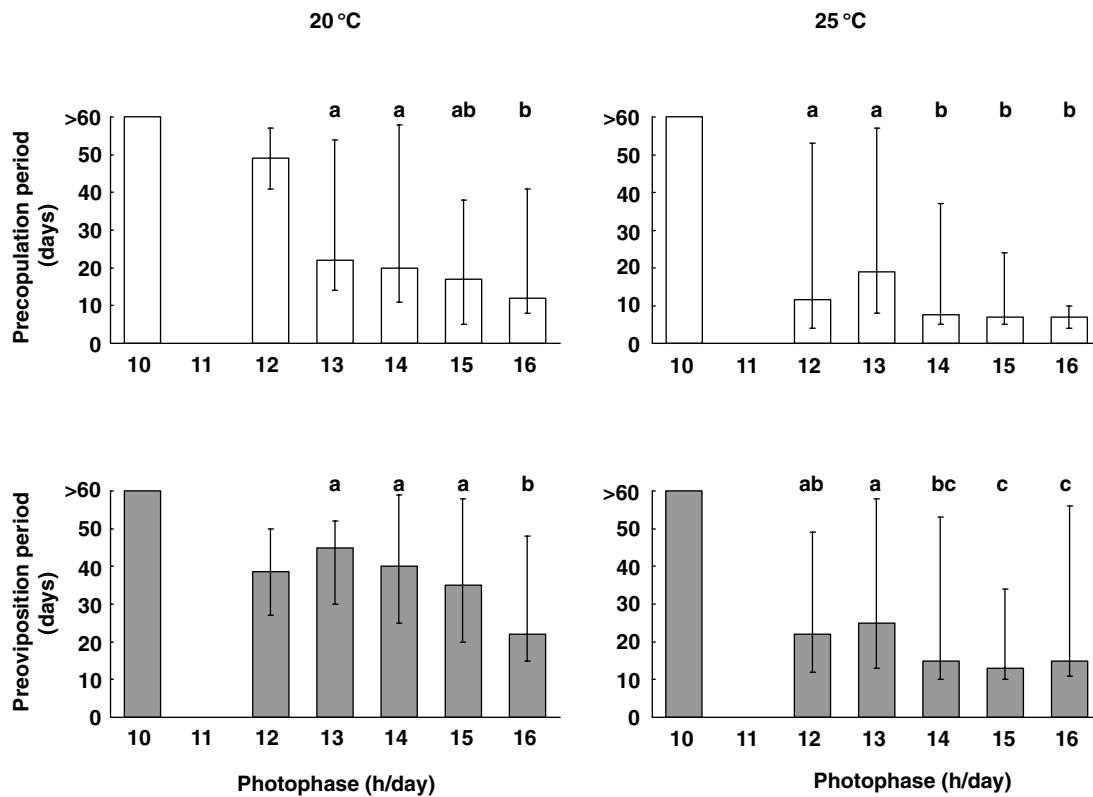 20 °C
25 °C
Precopulation period
(days)
>60
50
40
30
20
10
0
a a ab b
10 11 12 13 14 15 16
>60
50
40
30
20
10
0
a a b b b
10 11 12 13 14 15 16
Preoviposition period
(days)
>60
50
40
30
20
10
0
a a a b
10 11 12 13 14 15 16
Photophase (h/day)
>60
50
40
30
20
10
0
ab a bc c c
10 11 12 13 14 15 16
Photophase (h/day)